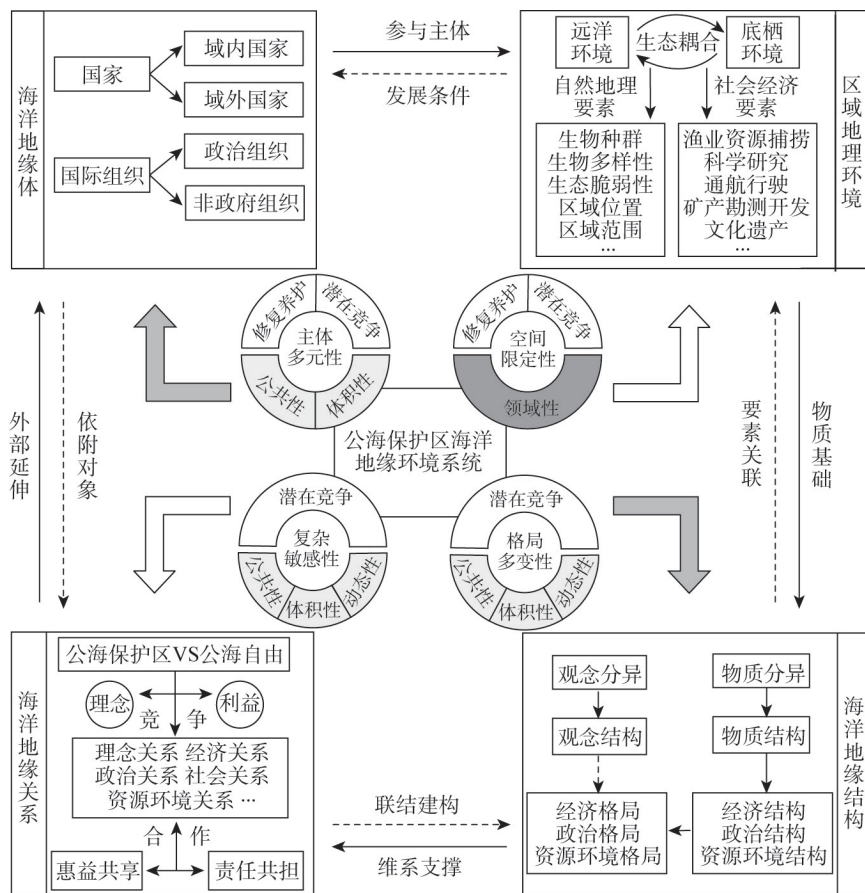 海洋地缘体
国家
域内国家
域外国家
国际组织
政治组织
非政府组织
参与主体
发展条件
远洋
环境
生态耦合
底栖
环境
自然地理
要素
社会经济
要素
生物种群
生物多样性
生态脆弱性
区域位置
区域范围
…
渔业资源捕捞
科学研究
通航行驶
矿产勘测开发
文化遗产
…
区域地理环境
外部延伸
依附对象
修复养护
潜在竞争
主体
多元性
公共性
体积性
修复养护
潜在竞争
空间
限定性
领域性
公海保护区海洋
地缘环境系统
潜在竞争
复杂
敏感性
公共性
体积性
动态性
潜在竞争
格局
多变性
公共性
体积性
动态性
要素关联
物质基础
海洋地缘关系
公海保护区VS公海自由
理念
利益
竞 争
理念关系 经济关系
政治关系 社会关系
资源环境关系 …
合 作
惠益共享
责任共担
联结建构
维系支撑
观念分异
物质分异
观念结构
物质结构
经济格局
政治格局
资源环境格局
经济结构
政治结构
资源环境结构
海洋地缘结构